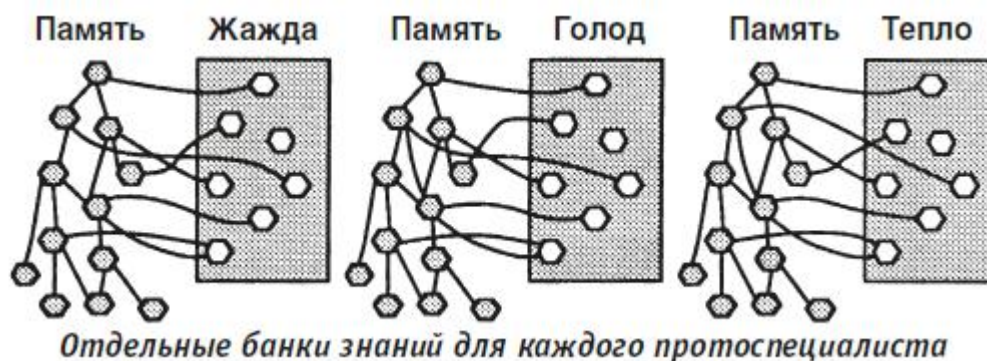 Память Жажда Память Голод Память Тепло
Отдельные банки знаний для каждого протоспециалиста